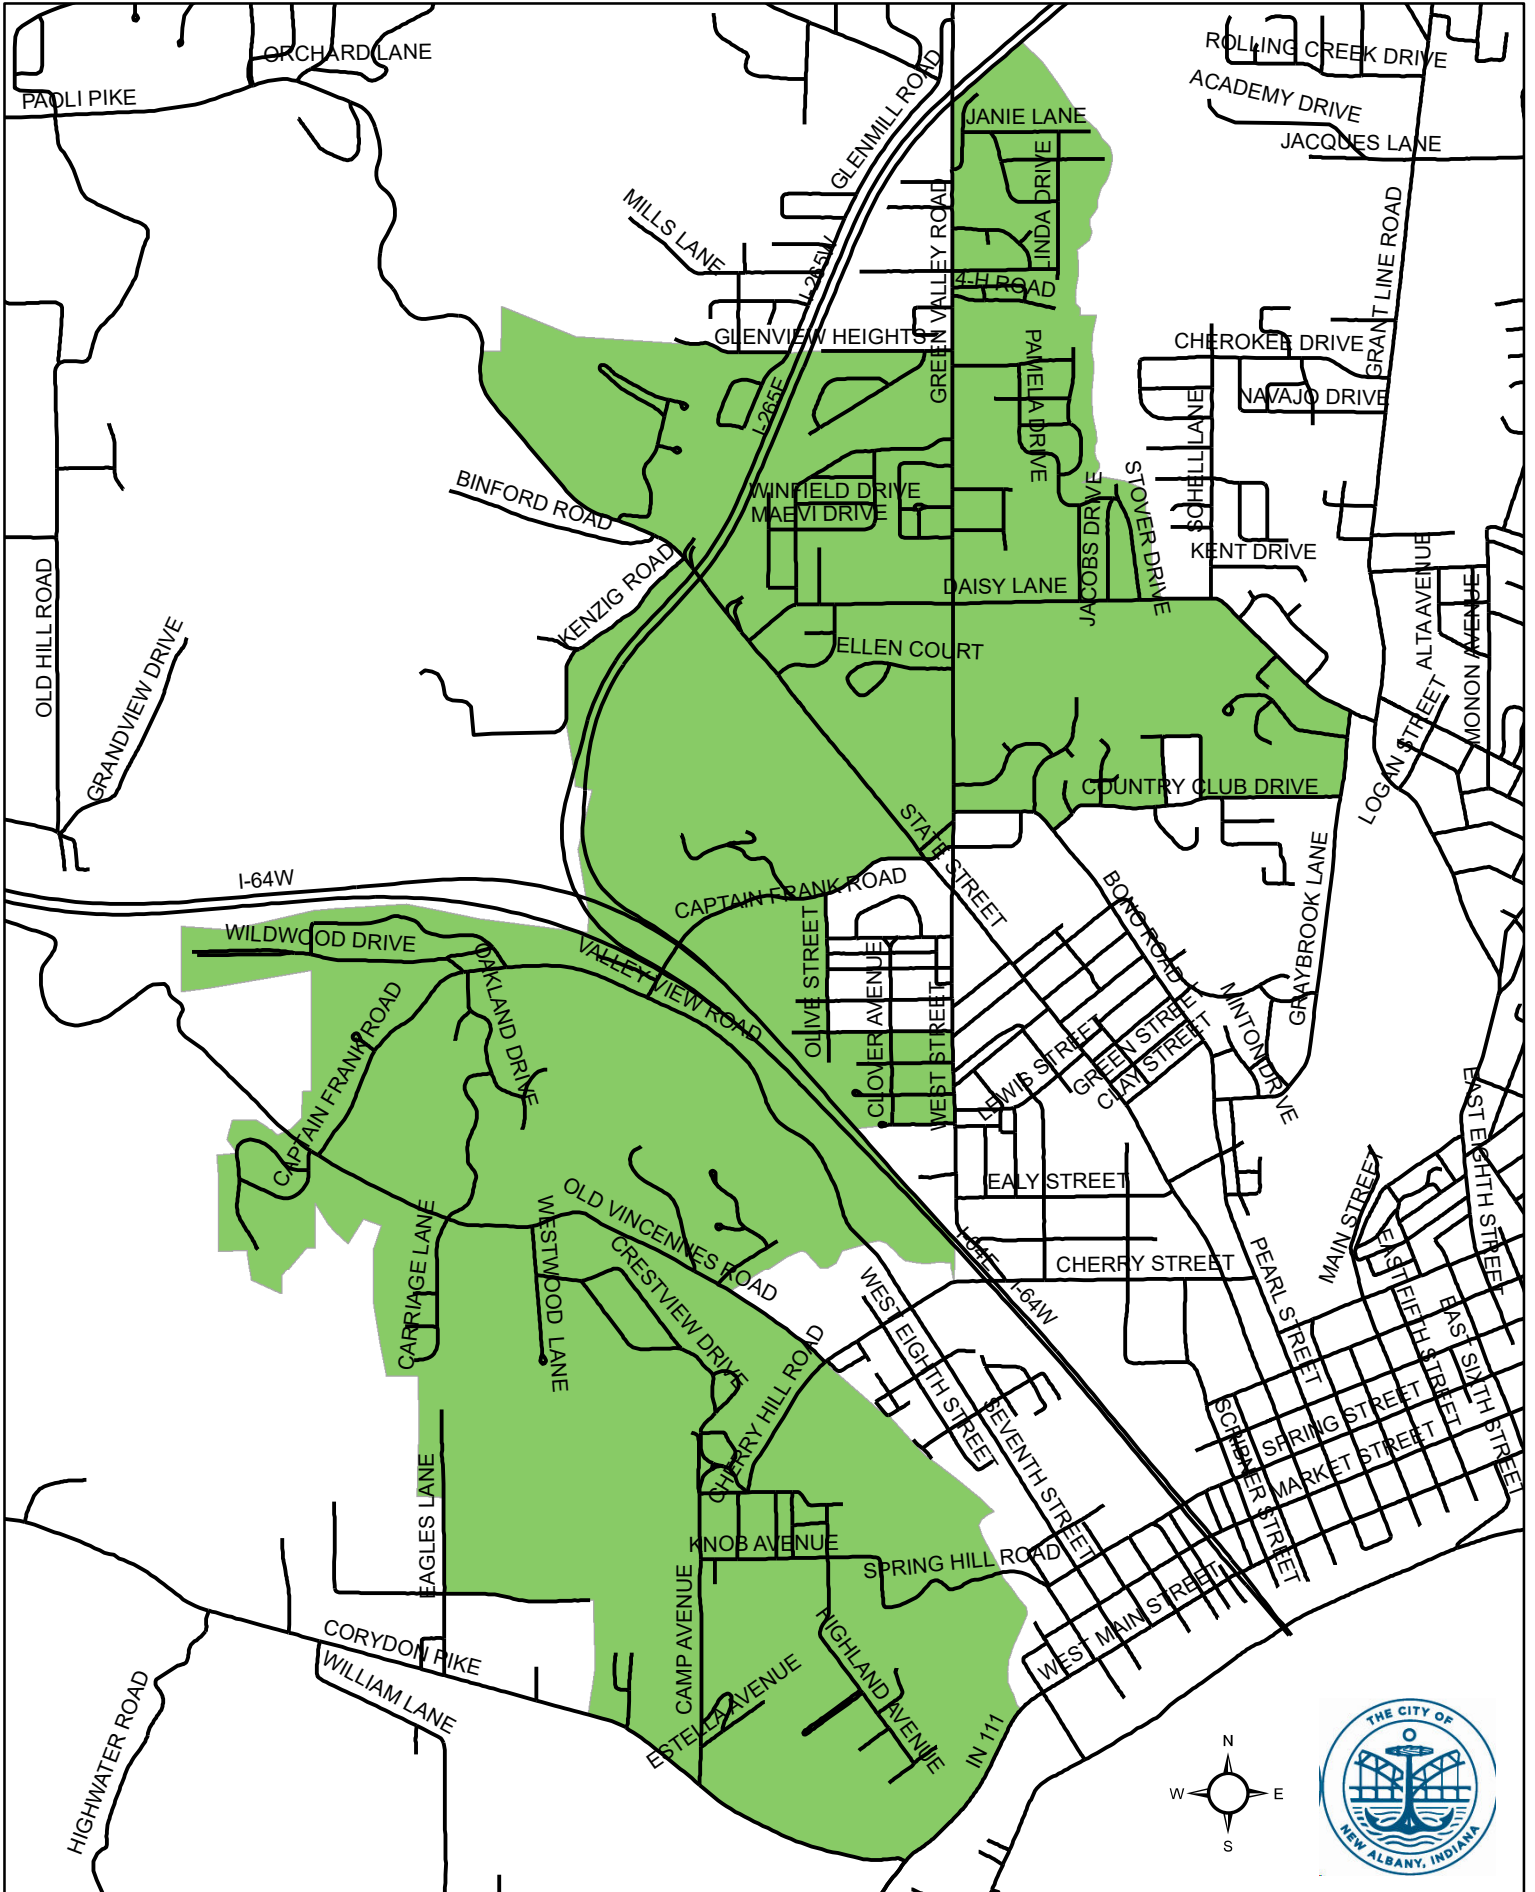 ORCHARD LANE
ROLLING CREEK DRIVE
PAOLI PIKE
ACADEMY DRIVE
GLENMILL ROAD
JANIE LANE
JACQUES LANE
LINDA DRIVE
MILLS LANE
GREEN VALLEY ROAD
GRANT LINE ROAD
I-265W
4-H ROAD
GLENVIEW HEIGHTS
CHEROKEE DRIVE
PAMELA DRIVE
NAVAJO DRIVE
I-265E
SCHELL LANE
BINFORD ROAD
WINFIELD DRIVE
MAEVI DRIVE
JACOBS DRIVE
STOVER DRIVE
KENT DRIVE
KENZIG ROAD
DAISY LANE
ALTA AVENUE
MONON AVENUE
OLD HILL ROAD
GRANDVIEW DRIVE
ELLEN COURT
LOGAN STREET
COUNTRY CLUB DRIVE
STATE STREET
I-64W
CAPTAIN FRANK ROAD
BONO ROAD
GRAYBROOK LANE
WILDWOOD DRIVE
OAKLAND DRIVE
VALLEY VIEW ROAD
OLIVE STREET
CLOVER AVENUE
WEST STREET
CAPTAIN FRANK ROAD
LEWIS STREET
GREEN STREET
CLAY STREET
MINTON DRIVE
EAST EIGHTH STREET
EALY STREET
MAIN STREET
OLD VINCENNES ROAD
CARRIAGE LANE
WESTWOOD LANE
CRESTVIEW DRIVE
I-64E
I-64W
CHERRY STREET
PEARL STREET
EAST FIFTH STREET
EAST SIXTH STREET
WEST EIGHTH STREET
CHERRY HILL ROAD
SEVENTH STREET
SPRING STREET
MARKET STREET
SCRIBNER STREET
EAGLES LANE
KNOB AVENUE
SPRING HILL ROAD
WEST MAIN STREET
CAMP AVENUE
HIGHLAND AVENUE
CORYDON PIKE
WILLIAM LANE
ESTELLA AVENUE
HIGHWATER ROAD
IN 111
N
W
E
S
THE CITY OF
NEW ALBANY, INDIANA